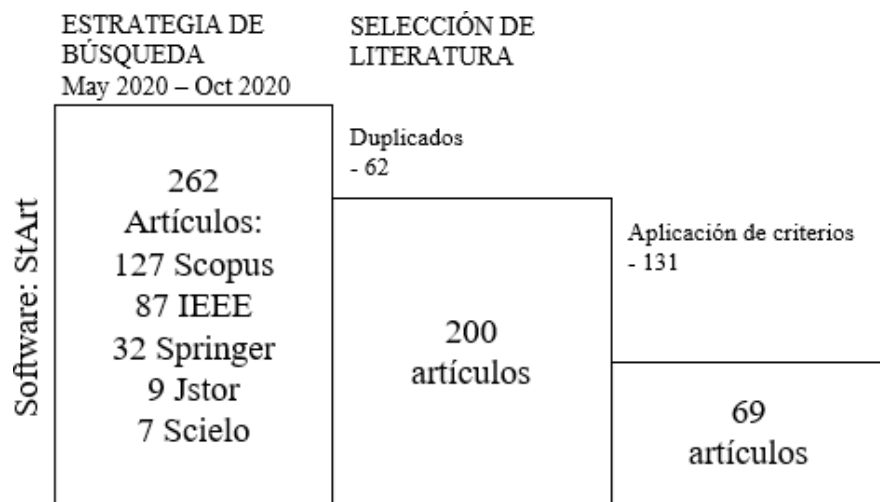 ESTRATEGIA DE
BÚSQUEDA
May 2020 – Oct 2020
SELECCIÓN DE
LITERATURA
Software: StArt
262
Artículos:
127 Scopus
87 IEEE
32 Springer
9 Jstor
7 Scielo
Duplicados
- 62
200
artículos
Aplicación de criterios
- 131
69
artículos